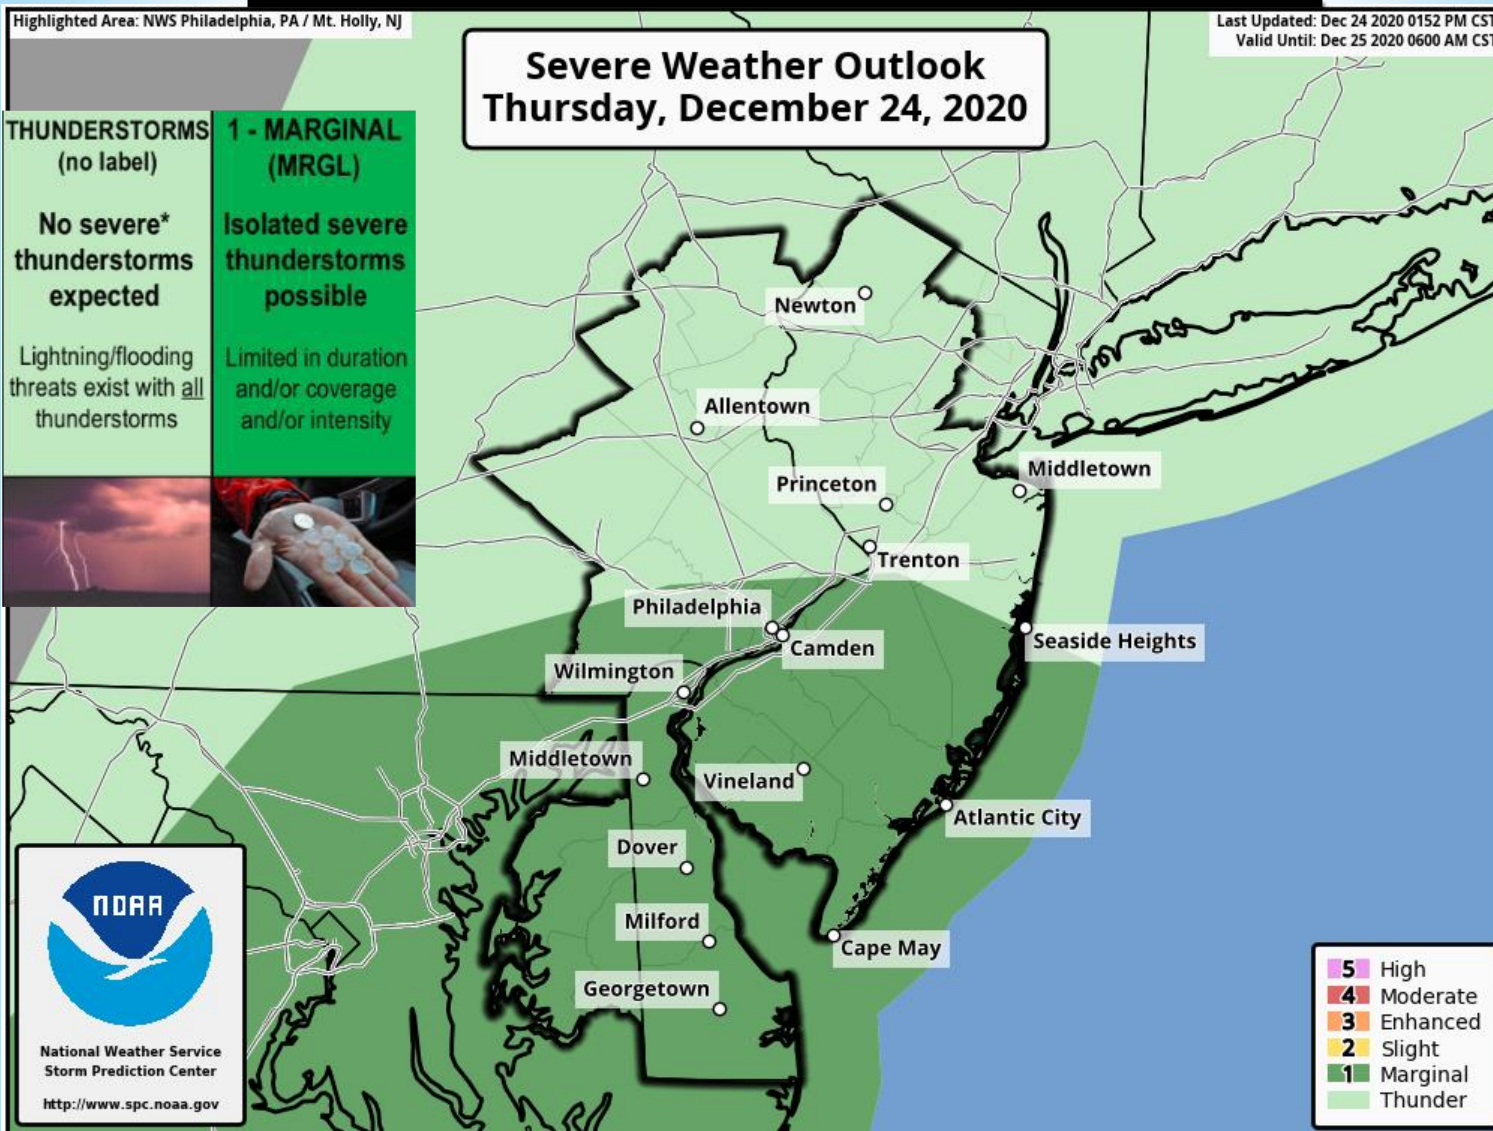 Highlighted Area: NWS Philadelphia, PA / Mt. Holly, NJ
Last Updated: Dec 24 2020 0152 PM CST
Valid Until: Dec 25 2020 0600 AM CST
Severe Weather Outlook
Thursday, December 24, 2020
THUNDERSTORMS
(no label)
No severe*
thunderstorms
expected
Lightning/flooding
threats exist with all
thunderstorms
1 - MARGINAL
(MRGL)
Isolated severe
thunderstorms
possible
Limited in duration
and/or coverage
and/or intensity
Newton
Allentown
Middletown
Princeton
Trenton
Philadelphia
Camden
Seaside Heights
Wilmington
Middletown
Vineland
Atlantic City
Dover
Milford
Cape May
Georgetown
NOAA
National Weather Service
Storm Prediction Center
http://www.spc.noaa.gov
5 High
4 Moderate
3 Enhanced
2 Slight
1 Marginal
Thunder